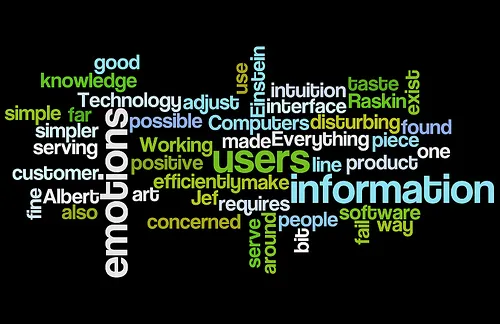 good
knowledge
use
Einstein
intuition
taste
exist
Technology
adjust
interface
Raskin
simple
far
simpler
possible
Computers
disturbing
found
serving
emotions
Working
made
Everything
piece
one
customer
positive
users
line
product
efficiently
make
information
fine
Albert
also
art
Jef
requires
concerned
serve
around
people
bit
software
fail
way